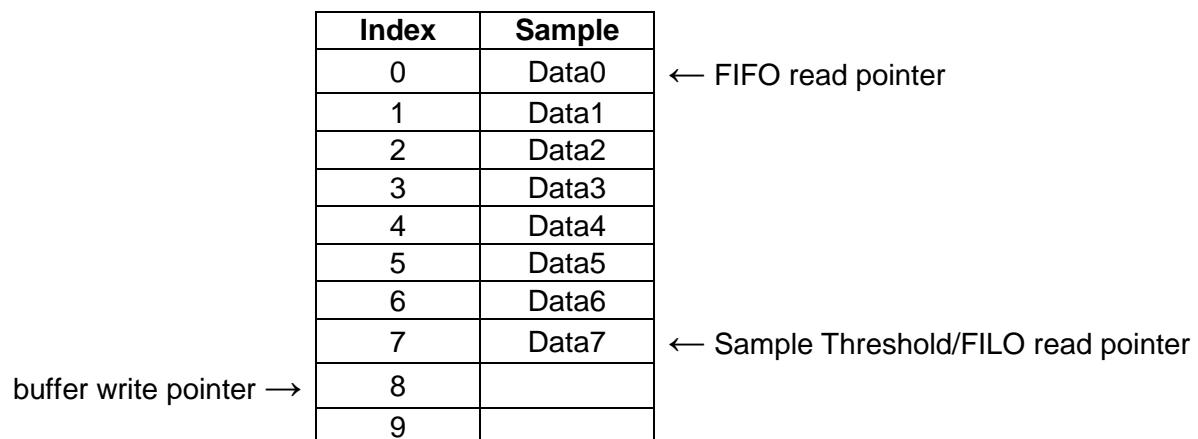 Index Sample
0 Data0 ← FIFO read pointer
1 Data1
2 Data2
3 Data3
4 Data4
5 Data5
6 Data6
7 Data7 ← Sample Threshold/FILO read pointer
buffer write pointer → 8
9